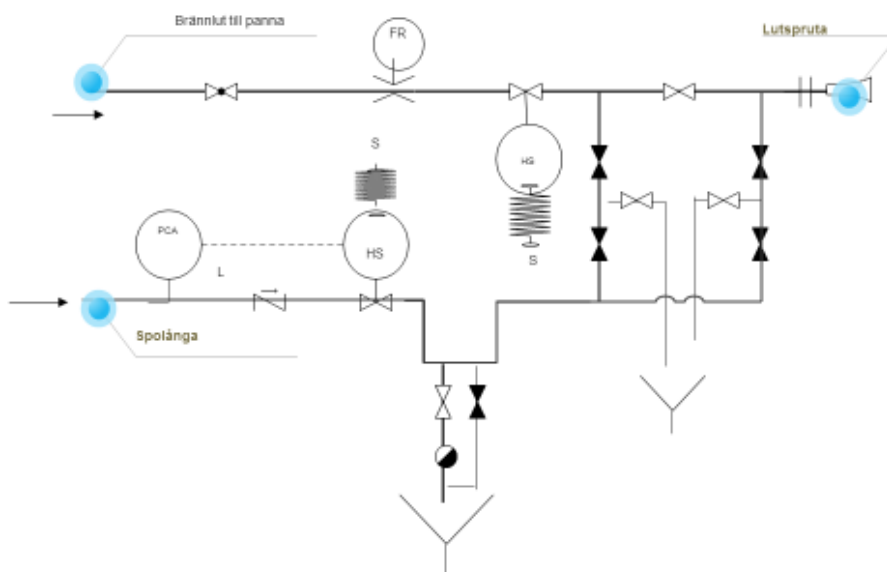 Brännlut till panna
Lutspruta
FR
S
HS
PCA
HS
L
S
Spolånga